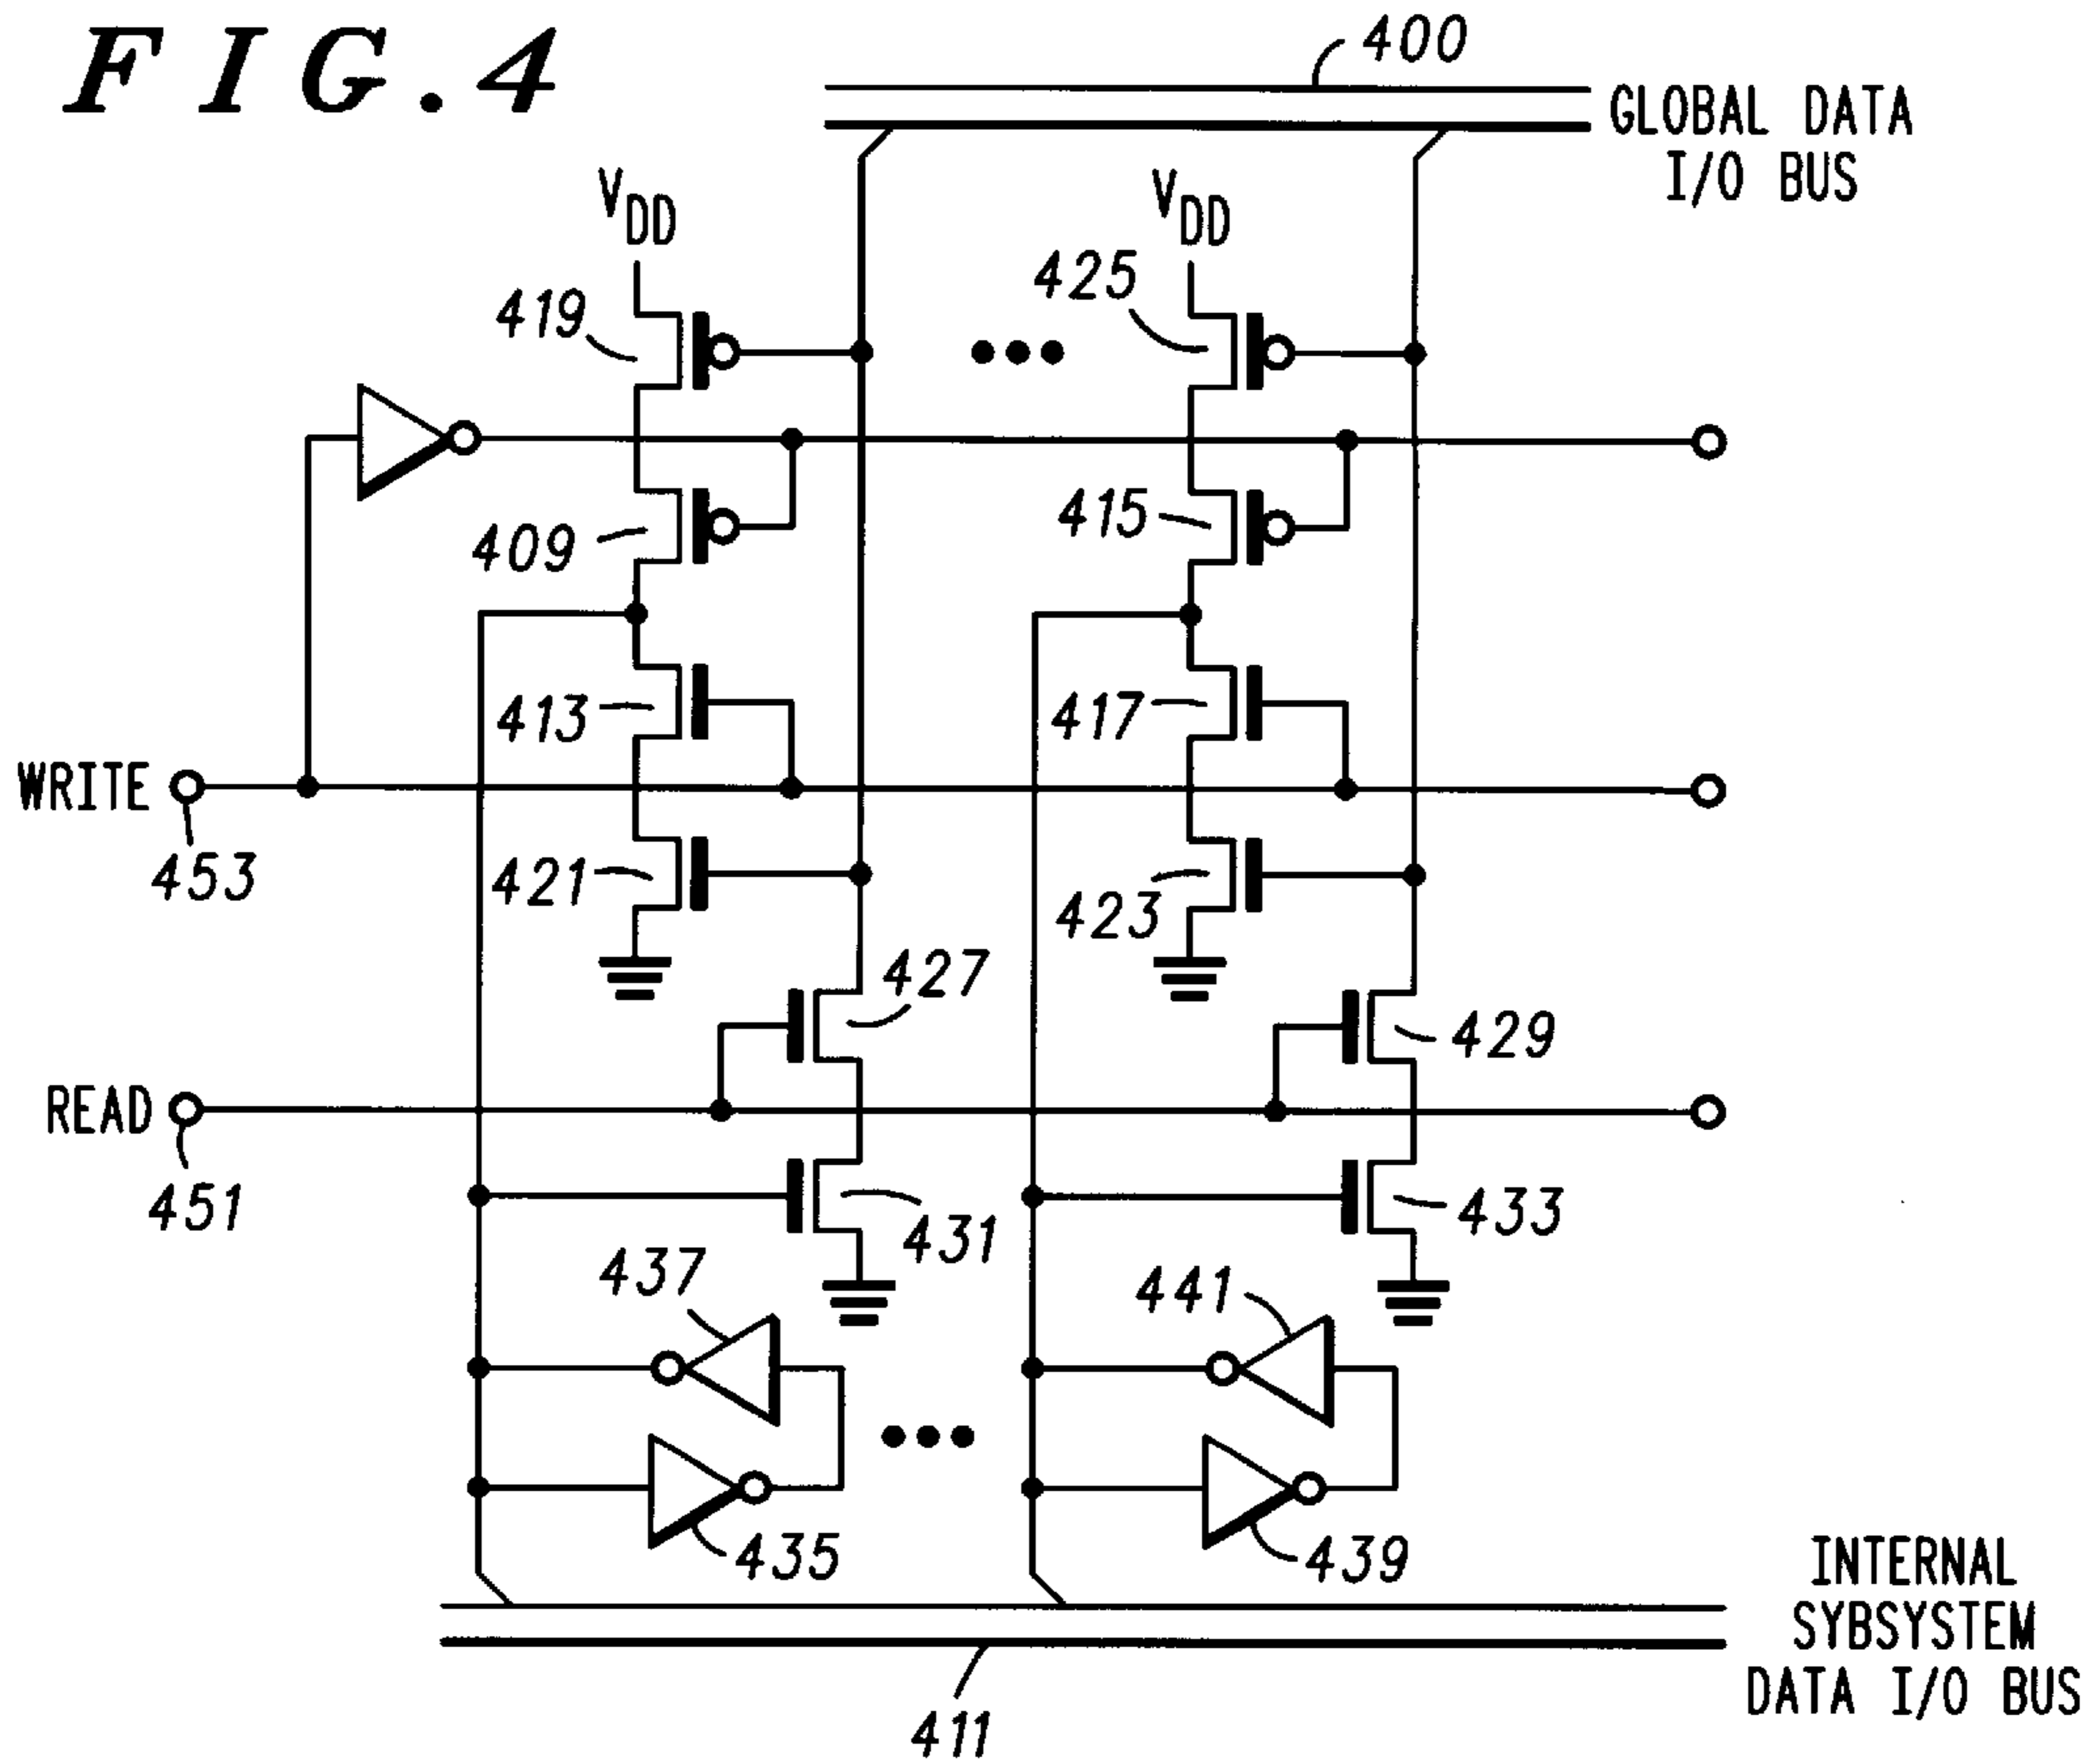 FIG.4
400
GLOBAL DATA
I/O BUS
VDD
VDD
425
419
409
415
413
417
WRITE
453
421
423
427
429
READ
451
431
433
437
441
435
439
INTERNAL
SYBSYSTEM
DATA I/O BUS
411